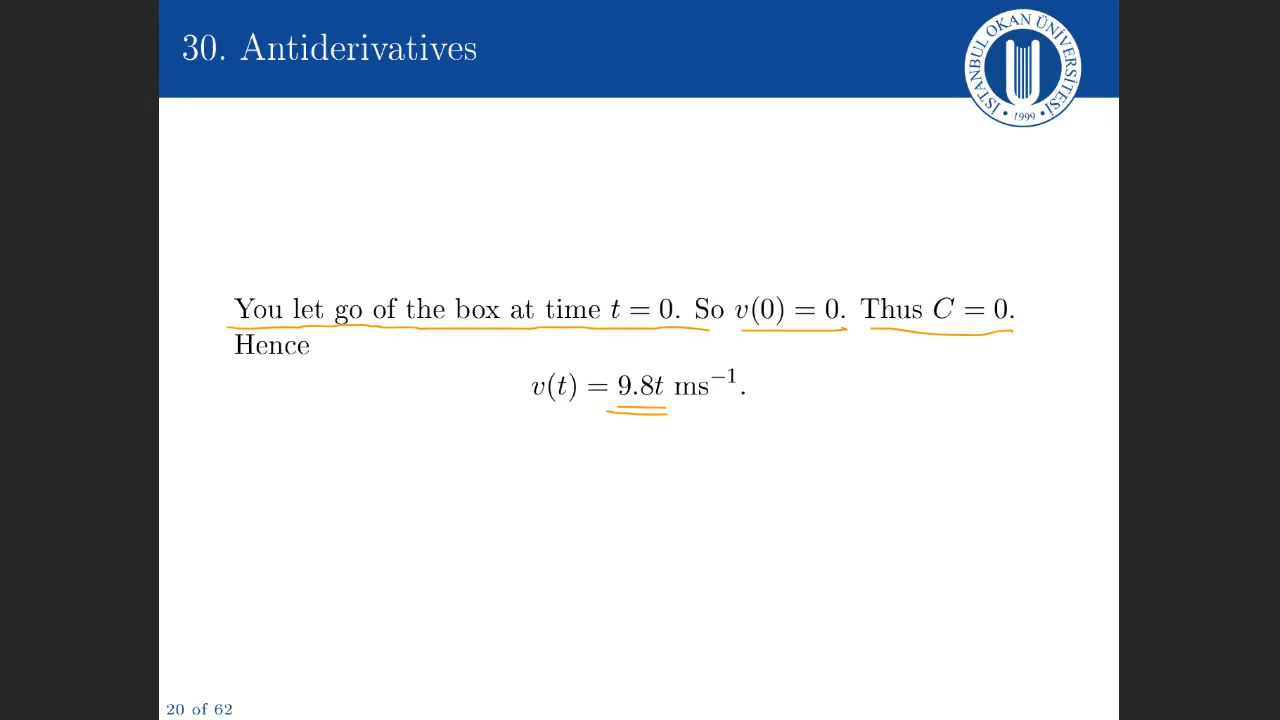 30. Antiderivatives
İSTANBUL OKAN ÜNİVERSİTESİ
• 1999 •
You let go of the box at time t = 0. So v(0) = 0. Thus C = 0.
Hence
v(t) = 9.8t ms⁻¹.
20 of 62